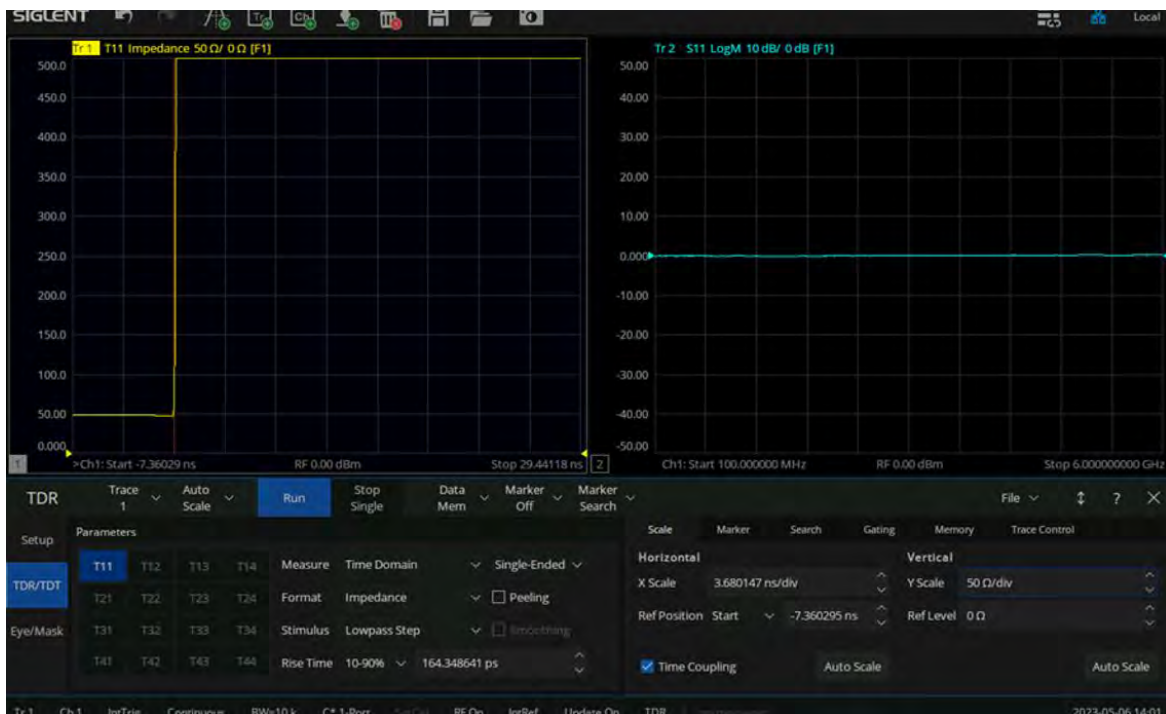 SIGLENT Tr Ch Local
Tr 1 T11 Impedance 50 Ω/ 0 Ω [F1]
500.0
450.0
400.0
350.0
300.0
250.0
200.0
150.0
100.0
50.00
0.000
1 >Ch1: Start -7.36029 ns RF 0.00 dBm Stop 29.44118 ns
Tr 2 S11 LogM 10 dB/ 0 dB [F1]
50.00
40.00
30.00
20.00
10.00
0.000
-10.00
-20.00
-30.00
-40.00
-50.00
2 Ch1: Start 100.000000 MHz RF 0.00 dBm Stop 6.000000000 GHz
TDR Trace 1 Auto Scale Run Stop Single Data Mem Marker Off Marker Search File ? X
Setup
TDR/TDT
Eye/Mask
Parameters
T11 T12 T13 T14 Measure Time Domain Single-Ended
T21 T22 T23 T24 Format Impedance Peeling
T31 T32 T33 T34 Stimulus Lowpass Step Smoothing
T41 T42 T43 T44 Rise Time 10-90% 164.348641 ps
Scale Marker Search Gating Memory Trace Control
Horizontal Vertical
X Scale 3.680147 ns/div Y Scale 50 Ω/div
Ref Position Start -7.360295 ns Ref Level 0 Ω
Time Coupling Auto Scale Auto Scale
Tr 1 Ch 1 IntTrig Continuous BW=10 k C* 1-Port RF On IntRef Update On TDR 2023-05-06 14:01